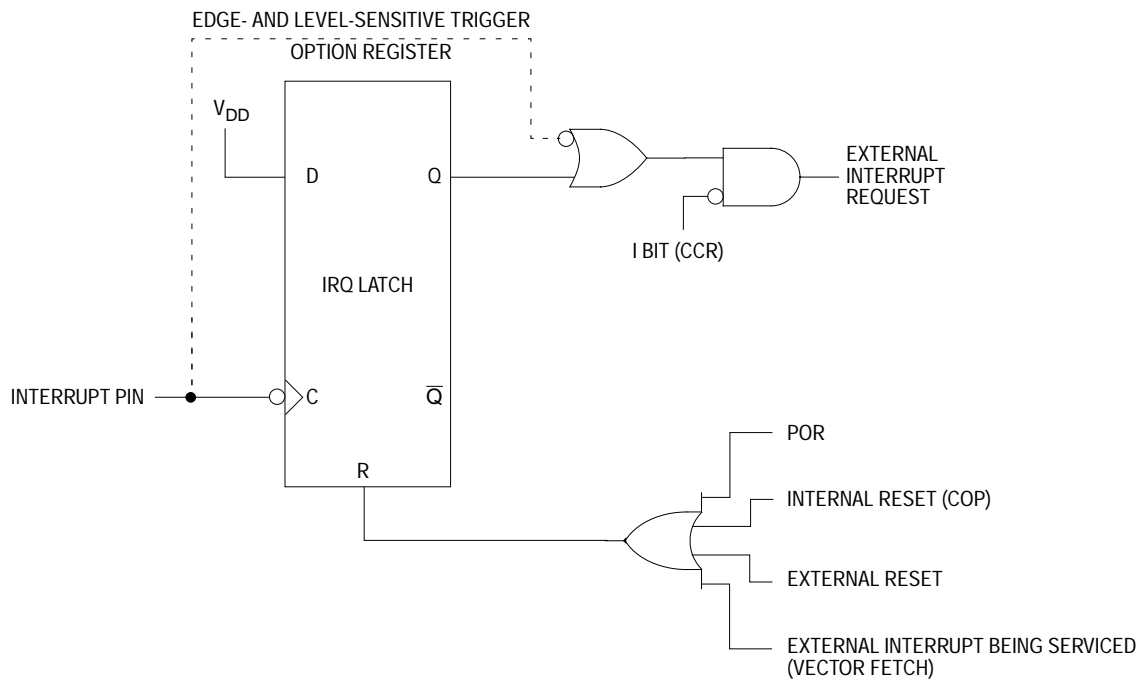 EDGE- AND LEVEL-SENSITIVE TRIGGER
OPTION REGISTER
VDD
D
Q
EXTERNAL
INTERRUPT
REQUEST
I BIT (CCR)
IRQ LATCH
INTERRUPT PIN
C
Q̅
R
POR
INTERNAL RESET (COP)
EXTERNAL RESET
EXTERNAL INTERRUPT BEING SERVICED
(VECTOR FETCH)